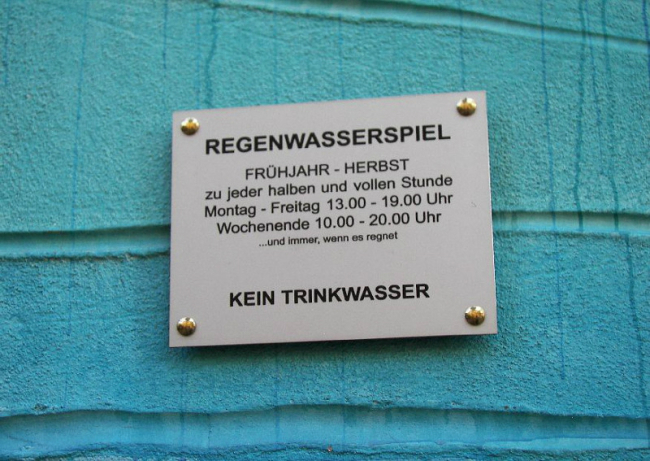 REGENWASSERSPIEL
FRÜHJAHR - HERBST
zu jeder halben und vollen Stunde
Montag - Freitag 13.00 - 19.00 Uhr
Wochenende 10.00 - 20.00 Uhr
...und immer, wenn es regnet
KEIN TRINKWASSER